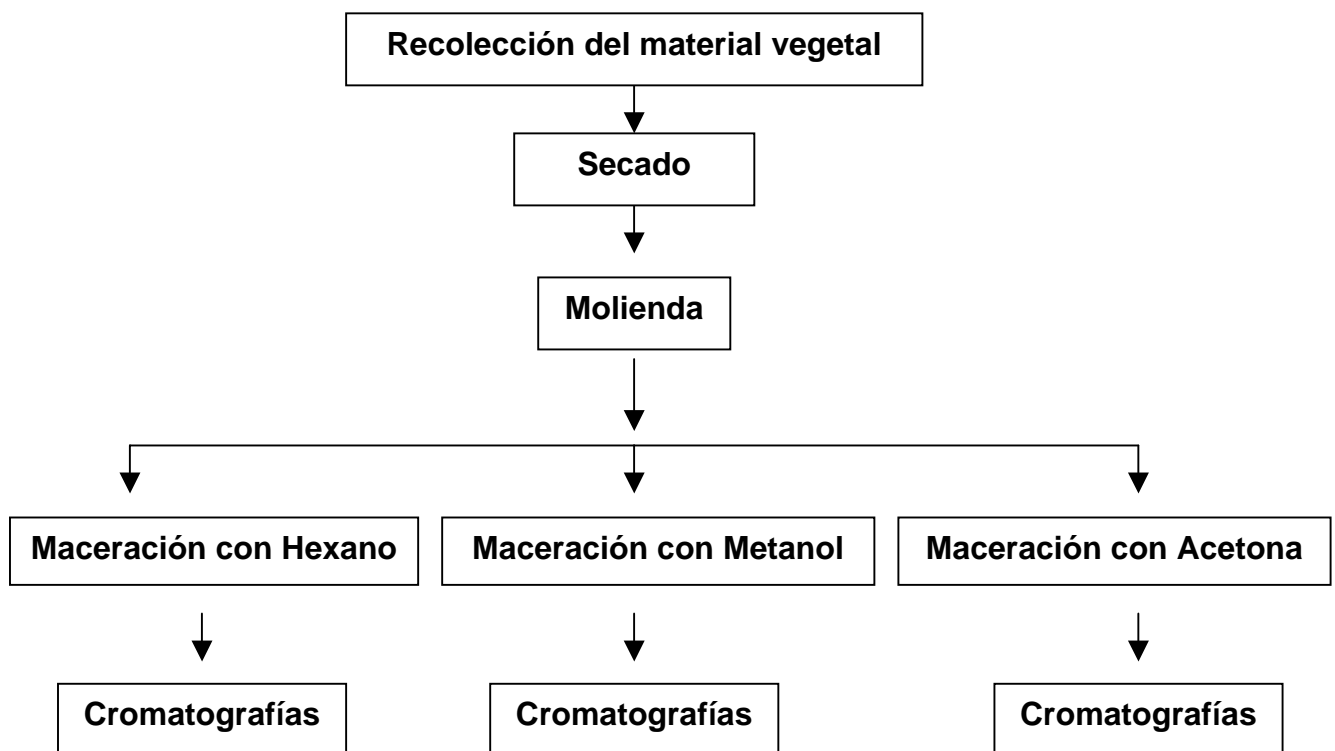 Recolección del material vegetal
Secado
Molienda
Maceración con Hexano
Maceración con Metanol
Maceración con Acetona
Cromatografías
Cromatografías
Cromatografías